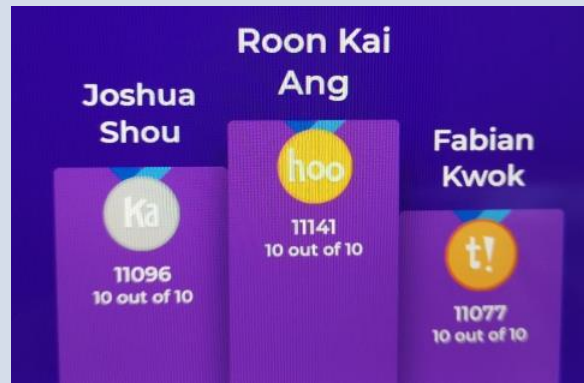 Roon Kai
Ang
Joshua
Shou
Fabian
Kwok
Ka
hoo
t!
11096
10 out of 10
11141
10 out of 10
11077
10 out of 10